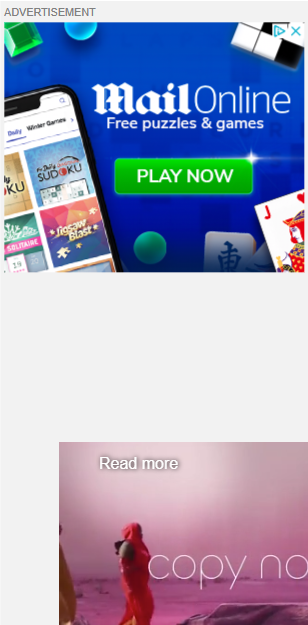 ADVERTISEMENT
MailOnline
Free puzzles & games
Daily Winter Games
PLAY NOW
SUDOKU
SOLITAIRE
Jigsaw
Blast
J
Read more
copy no